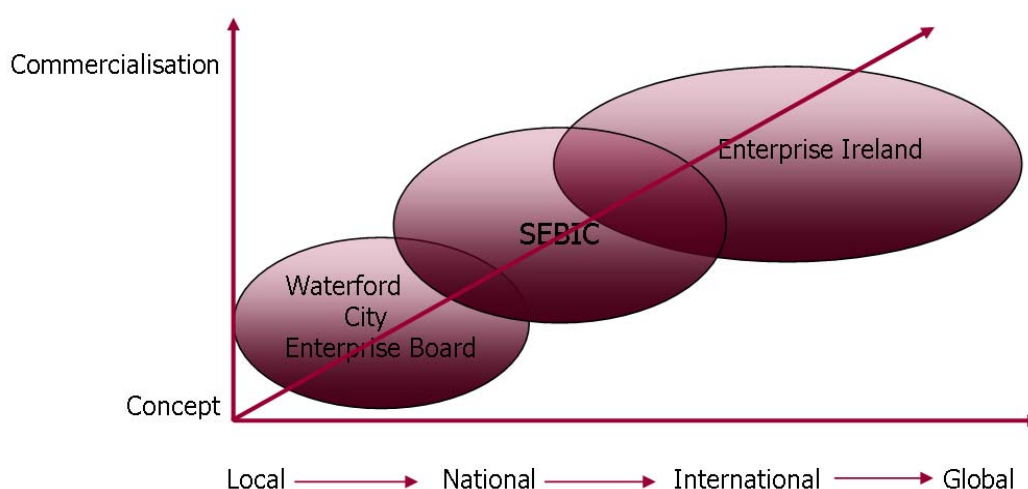 Commercialisation
Enterprise Ireland
SEBIC
Waterford
City
Enterprise Board
Concept
Local National International Global